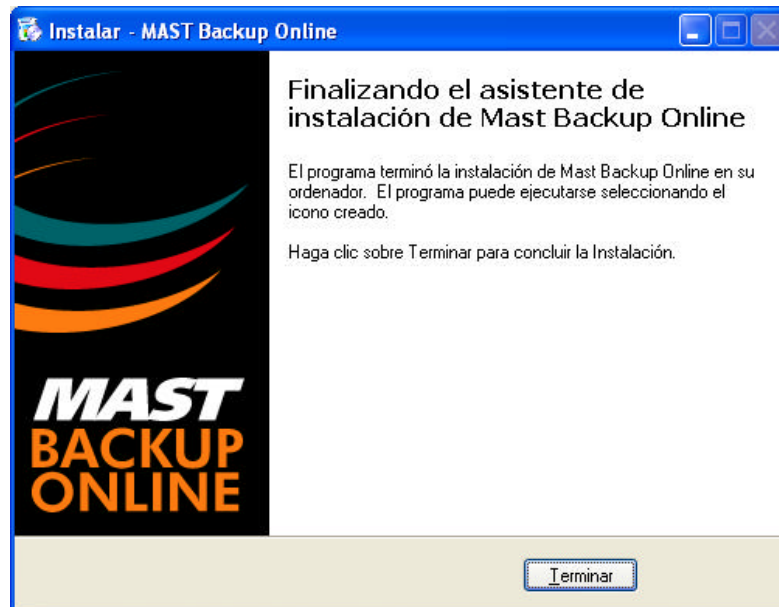 Instalar - MAST Backup Online
Finalizando el asistente de
instalación de Mast Backup Online
El programa terminó la instalación de Mast Backup Online en su
ordenador. El programa puede ejecutarse seleccionando el
icono creado.
Haga clic sobre Terminar para concluir la Instalación.
MAST
BACKUP
ONLINE
Terminar